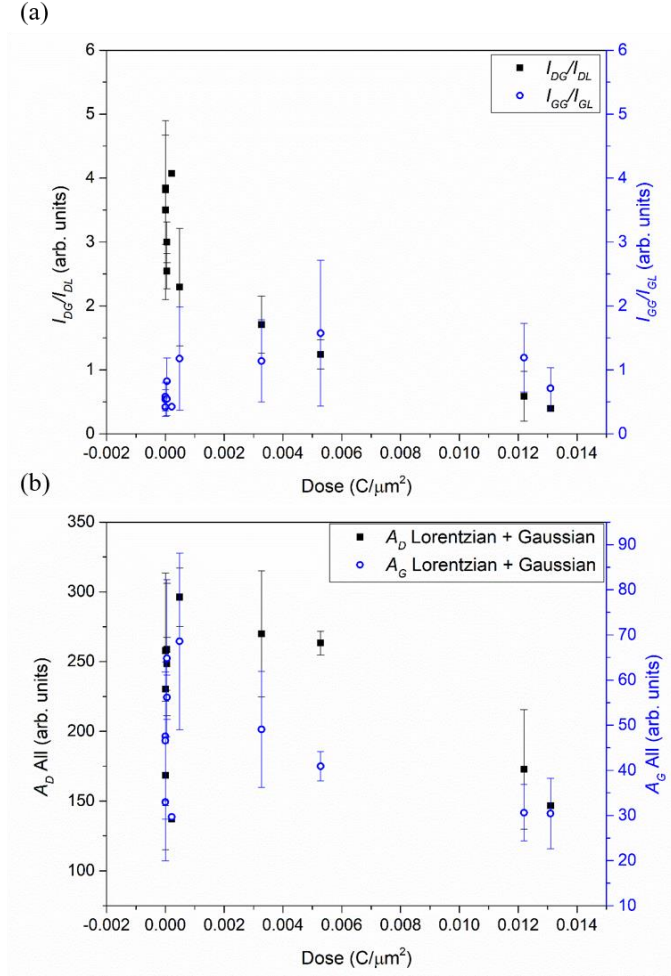 (a)
6
5
4
3
2
1
0
I_DG/I_DL (arb. units)
I_DG/I_DL
I_GG/I_GL
6
5
4
3
2
1
0
I_GG/I_GL (arb. units)
-0.002 0.000 0.002 0.004 0.006 0.008 0.010 0.012 0.014
Dose (C/μm²)
(b)
350
300
250
200
150
100
A_D All (arb. units)
A_D Lorentzian + Gaussian
A_G Lorentzian + Gaussian
90
80
70
60
50
40
30
20
10
A_G All (arb. units)
-0.002 0.000 0.002 0.004 0.006 0.008 0.010 0.012 0.014
Dose (C/μm²)